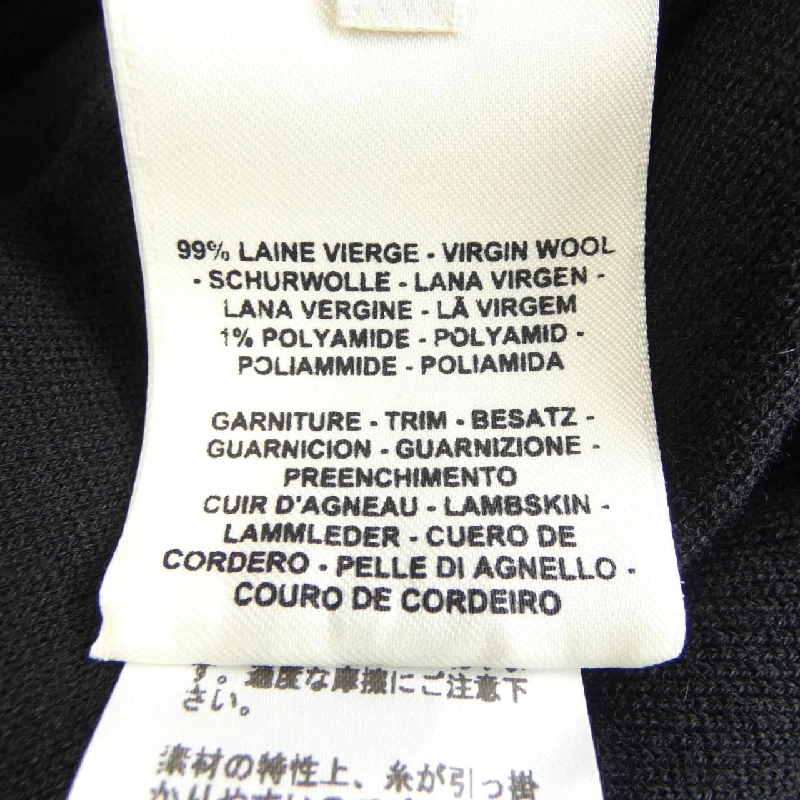 99% LAINE VIERGE - VIRGIN WOOL
- SCHURWOLLE - LANA VIRGEN -
LANA VERGINE - LÃ VIRGEM
1% POLYAMIDE - POLYAMID -
POLIAMMIDE - POLIAMIDA
GARNITURE - TRIM - BESATZ -
GUARNICION - GUARNIZIONE -
PREENCHIMENTO
CUIR D'AGNEAU - LAMBSKIN -
LAMMLEDER - CUERO DE
CORDERO - PELLE DI AGNELLO -
COURO DE CORDEIRO
す。過度な摩擦にご注意下
さい。
素材の特性上、糸が引っ掛